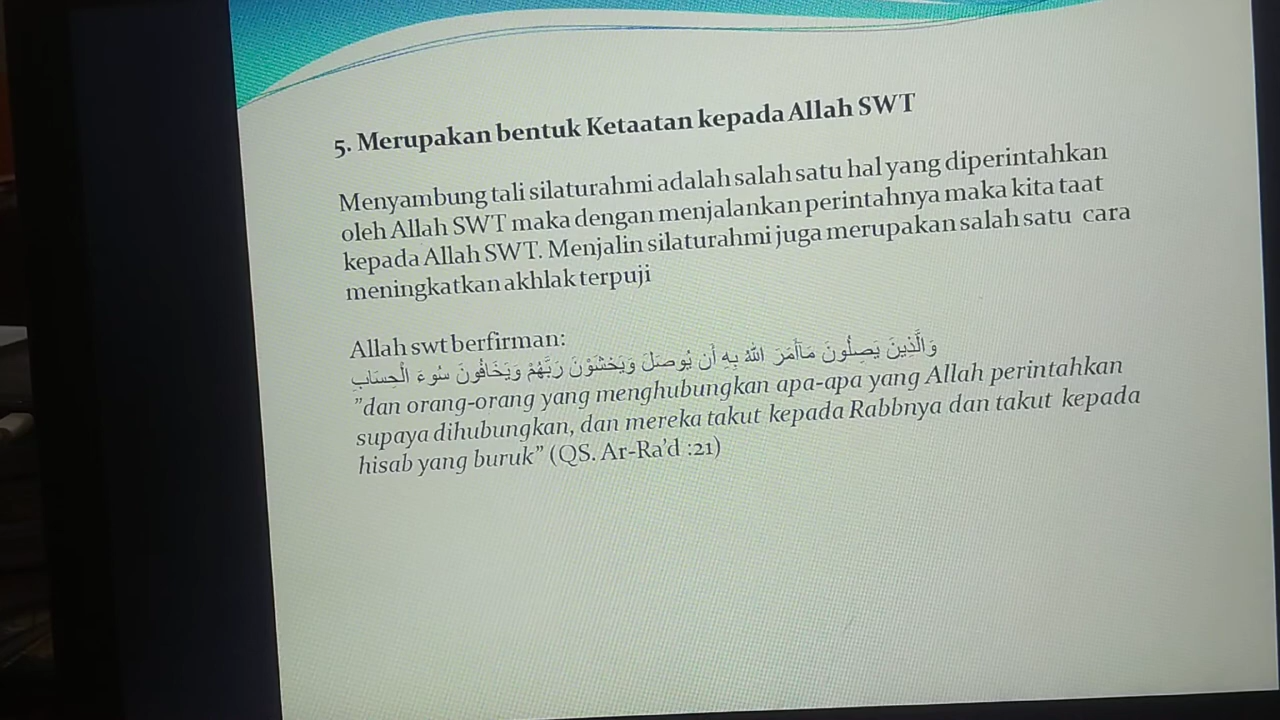 5. Merupakan bentuk Ketaatan kepada Allah SWT
Menyambung tali silaturahmi adalah salah satu hal yang diperintahkan
oleh Allah SWT maka dengan menjalankan perintahnya maka kita taat
kepada Allah SWT. Menjalin silaturahmi juga merupakan salah satu cara
meningkatkan akhlak terpuji
Allah swt berfirman:
وَالَّذِينَ يَصِلُونَ مَاأَمَرَ اللهُ بِهِ أَن يُوصَلَ وَيَخْشَوْنَ رَبَّهُمْ وَيَخَافُونَ سُوءَ الْحِسَابِ
”dan orang-orang yang menghubungkan apa-apa yang Allah perintahkan
supaya dihubungkan, dan mereka takut kepada Rabbnya dan takut kepada
hisab yang buruk” (QS. Ar-Ra’d :21)